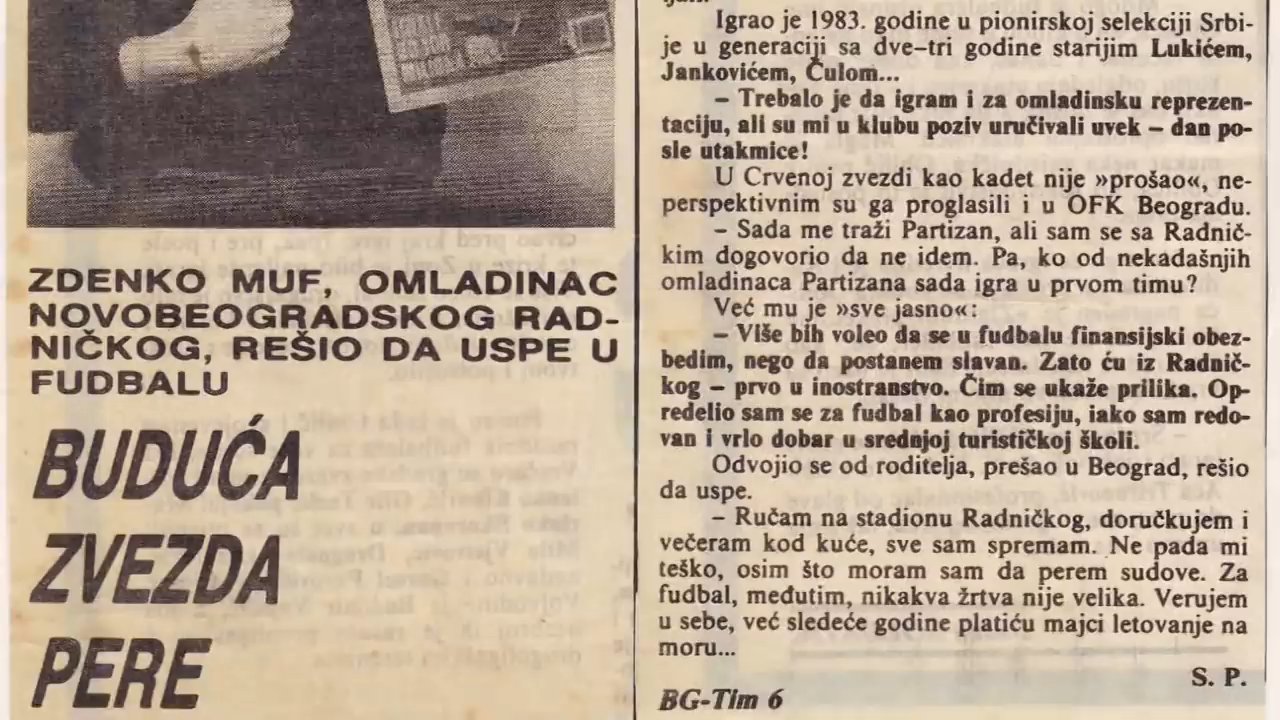 ZDENKO MUF, OMLADINAC
NOVOBEOGRADSKOG RAD-
NIČKOG, REŠIO DA USPE U
FUDBALU
BUDUĆA
ZVEZDA
PERE
Igrao je 1983. godine u pionirskoj selekciji Srbi-
je u generaciji sa dve-tri godine starijim Lukićem,
Jankovićem, Čulom...
– Trebalo je da igram i za omladinsku reprezen-
taciju, ali su mi u klubu poziv uručivali uvek – dan po-
sle utakmice!
U Crvenoj zvezdi kao kadet nije »prošao«, ne-
perspektivnim su ga proglasili i u OFK Beogradu.
– Sada me traži Partizan, ali sam se sa Radnič-
kim dogovorio da ne idem. Pa, ko od nekadašnjih
omladinaca Partizana sada igra u prvom timu?
Već mu je »sve jasno«:
– Više bih voleo da se u fudbalu finansijski obez-
bedim, nego da postanem slavan. Zato ću iz Radnič-
kog – prvo u inostranstvo. Čim se ukaže prilika. Op-
redelio sam se za fudbal kao profesiju, iako sam redo-
van i vrlo dobar u srednjoj turističkoj školi.
Odvojio se od roditelja, prešao u Beograd, rešio
da uspe.
– Ručam na stadionu Radničkog, doručkujem i
večeram kod kuće, sve sam spremam. Ne pada mi
teško, osim što moram sam da perem sudove. Za
fudbal, međutim, nikakva žrtva nije velika. Verujem
u sebe, već sledeće godine platiću majci letovanje na
moru...
S. P.
BG-Tim 6